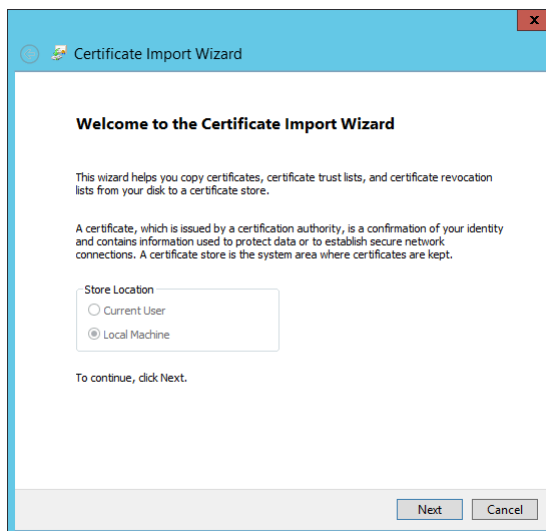 x
Certificate Import Wizard
Welcome to the Certificate Import Wizard
This wizard helps you copy certificates, certificate trust lists, and certificate revocation
lists from your disk to a certificate store.
A certificate, which is issued by a certification authority, is a confirmation of your identity
and contains information used to protect data or to establish secure network
connections. A certificate store is the system area where certificates are kept.
Store Location
Current User
Local Machine
To continue, click Next.
Next Cancel